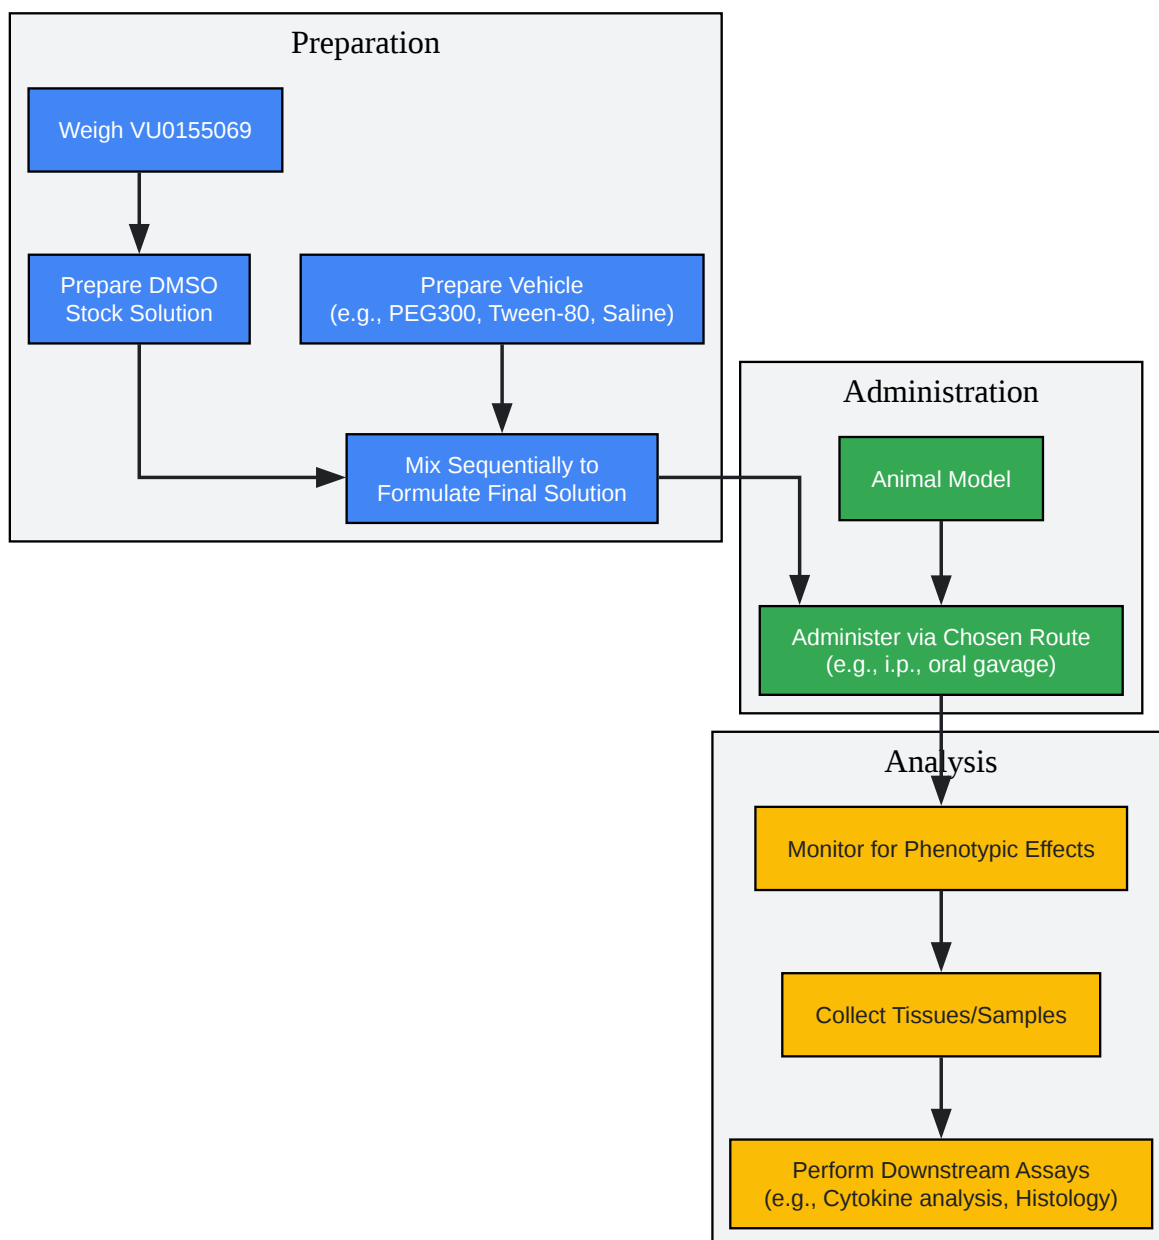 Preparation
Weigh VU0155069
Prepare DMSO
Stock Solution
Prepare Vehicle
(e.g., PEG300, Tween-80, Saline)
Mix Sequentially to
Formulate Final Solution
Administration
Animal Model
Administer via Chosen Route
(e.g., i.p., oral gavage)
Analysis
Monitor for Phenotypic Effects
Collect Tissues/Samples
Perform Downstream Assays
(e.g., Cytokine analysis, Histology)